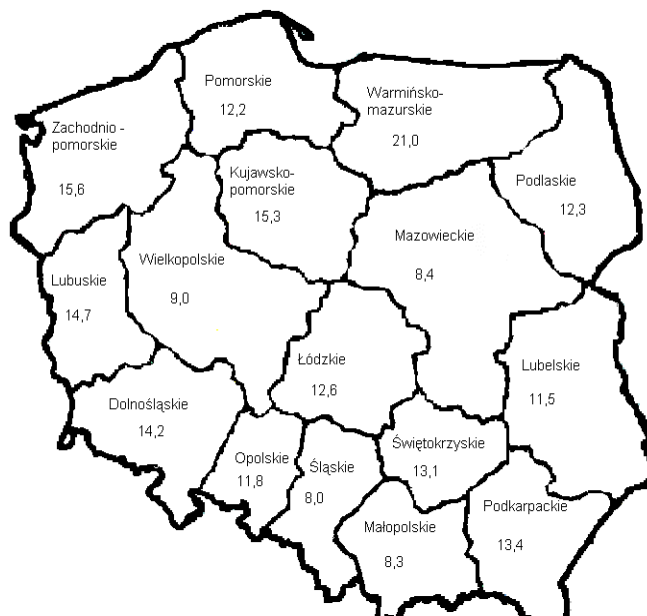 Pomorskie
12,2
Warmińsko-
mazurskie
21,0
Zachodnio -
pomorskie
15,6
Kujawsko-
pomorskie
15,3
Podlaskie
12,3
Mazowieckie
8,4
Wielkopolskie
9,0
Lubuskie
14,7
Łódzkie
12,6
Lubelskie
11,5
Dolnośląskie
14,2
Opolskie
11,8
Śląskie
8,0
Świętokrzyskie
13,1
Małopolskie
8,3
Podkarpackie
13,4